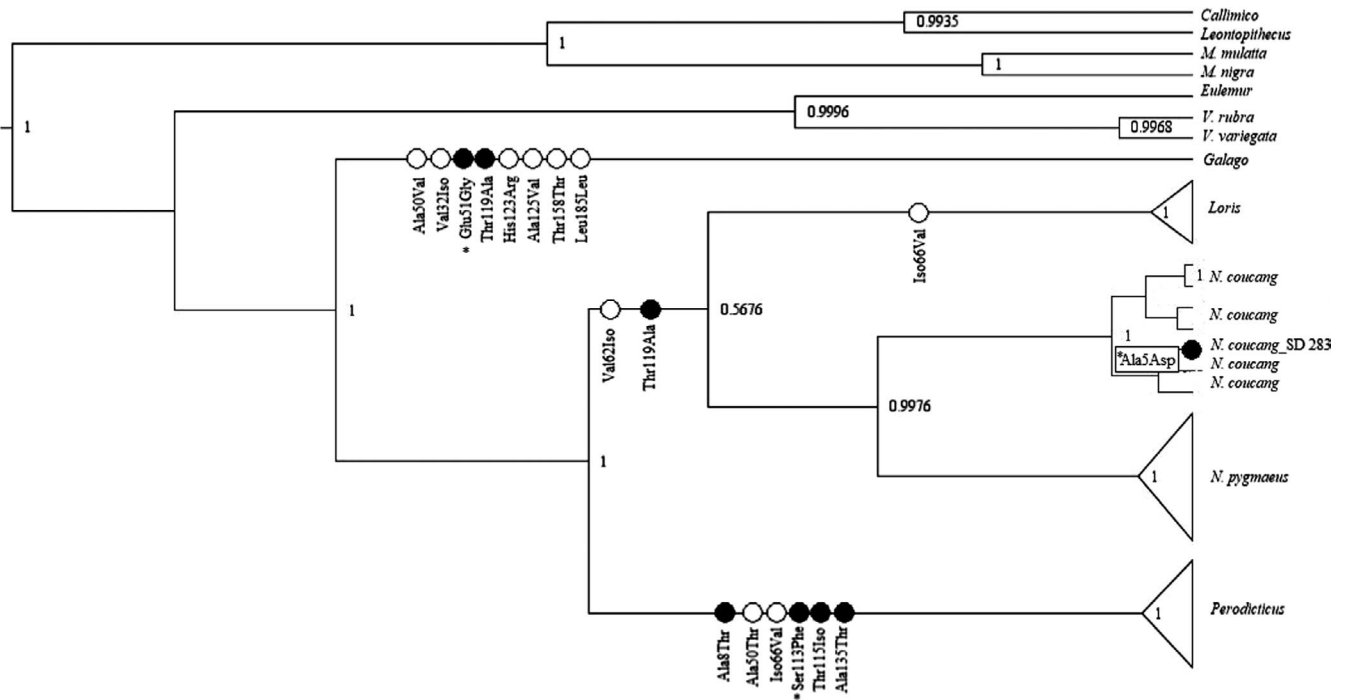 Callimico
0.9935
Leontopithecus
1
M. mulatta
1
M. nigra
Eulemur
0.9996
V. rubra
1
0.9968
V. variegata
Galago
Ala50Val
Val32Iso
* Glu51Gly
Thr119Ala
His123Arg
Ala125Val
Thr158Thr
Leu185Leu
Loris
1
Iso66Val
1 N. coucang
1
0.5676
N. coucang
Val62Iso
Thr119Ala
1
N. coucang_SD 283
*Ala5Asp
N. coucang
N. coucang
0.9976
1
1
N. pygmaeus
Perodicticus
1
Ala8Thr
Ala50Thr
Iso66Val
* Ser113Phe
Thr115Iso
Ala135Thr